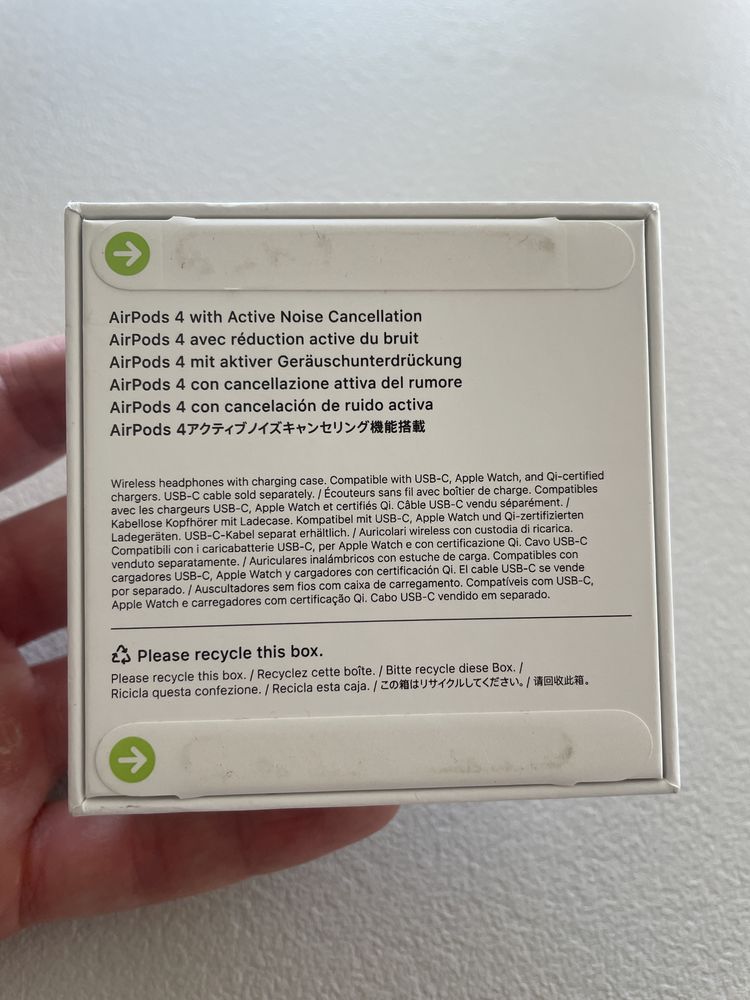 AirPods 4 with Active Noise Cancellation
AirPods 4 avec réduction active du bruit
AirPods 4 mit aktiver Geräuschunterdrückung
AirPods 4 con cancellazione attiva del rumore
AirPods 4 con cancelación de ruido activa
AirPods 4アクティブノイズキャンセリング機能搭載
Wireless headphones with charging case. Compatible with USB-C, Apple Watch, and Qi-certified
chargers. USB-C cable sold separately. / Écouteurs sans fil avec boîtier de charge. Compatibles
avec les chargeurs USB-C, Apple Watch et certifiés Qi. Câble USB-C vendu séparément. /
Kabellose Kopfhörer mit Ladecase. Kompatibel mit USB-C, Apple Watch und Qi-zertifizierten
Ladegeräten. USB-C-Kabel separat erhältlich. / Auricolari wireless con custodia di ricarica.
Compatibili con i caricabatterie USB-C, per Apple Watch e con certificazione Qi. Cavo USB-C
venduto separatamente. / Auriculares inalámbricos con estuche de carga. Compatibles con
cargadores USB-C, Apple Watch y cargadores con certificación Qi. El cable USB-C se vende
por separado. / Auscultadores sem fios com caixa de carregamento. Compatíveis com USB-C,
Apple Watch e carregadores com certificação Qi. Cabo USB-C vendido em separado.
Please recycle this box.
Please recycle this box. / Recyclez cette boîte. / Bitte recycle diese Box. /
Ricicla questa confezione. / Recicla esta caja. / この箱はリサイクルしてください。/ 请回收此箱。